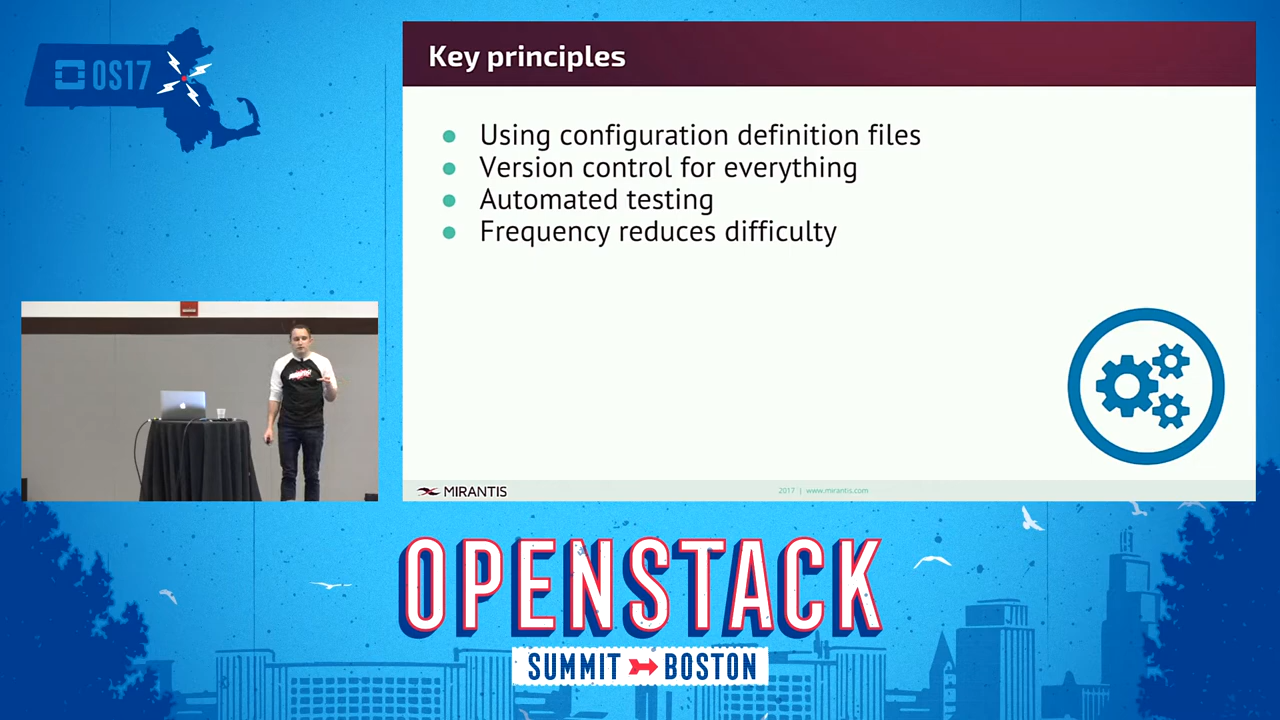 OS17
Key principles
Using configuration definition files
Version control for everything
Automated testing
Frequency reduces difficulty
MIRANTIS
2017 | www.mirantis.com
OPENSTACK
SUMMIT BOSTON